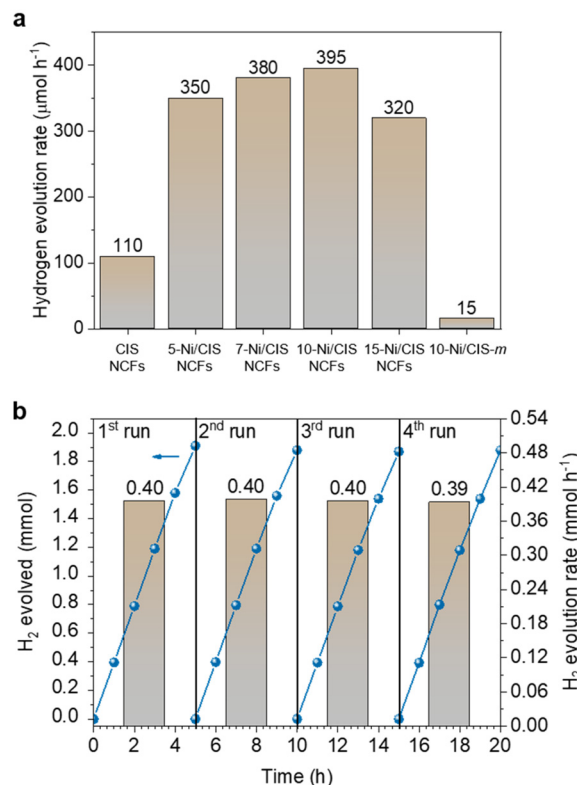 a
Hydrogen evolution rate (μmol h⁻¹)
400
300
200
100
0
110
350
380
395
320
15
CIS NCFs
5-Ni/CIS NCFs
7-Ni/CIS NCFs
10-Ni/CIS NCFs
15-Ni/CIS NCFs
10-Ni/CIS-m
b
1st run
2nd run
3rd run
4th run
H₂ evolved (mmol)
2.0
1.8
1.6
1.4
1.2
1.0
0.8
0.6
0.4
0.2
0.0
0.40
0.40
0.40
0.39
0.54
0.48
0.42
0.36
0.30
0.24
0.18
0.12
0.06
0.00
H₂ evolution rate (mmol h⁻¹)
0 2 4 6 8 10 12 14 16 18 20
Time (h)